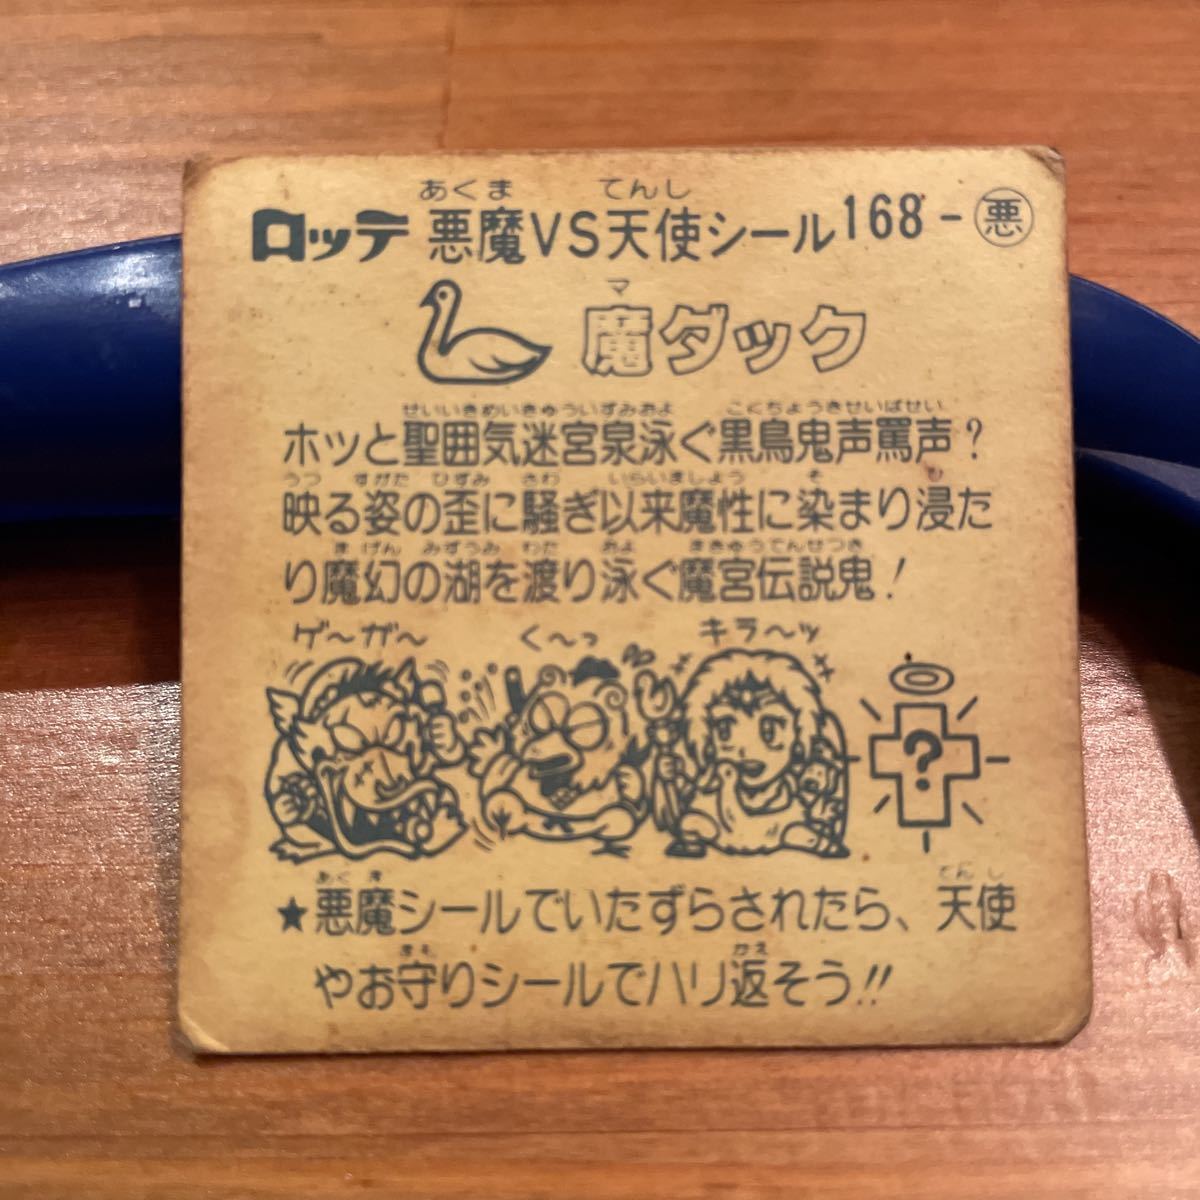 あくま てんし
ロッテ 悪魔VS天使シール168-悪
マ
魔ダック
せいいきめいきゅういずみおよ こくちょうきせいばせい
ホッと聖囲気迷宮泉泳ぐ黒鳥鬼声罵声?
うつ すがた ひずみ さわ いらいましょう そ ひ
映る姿の歪に騒ぎ以来魔性に染まり浸た
まげん みずうみ わた およ まきゅうでんせつき
り魔幻の湖を渡り泳ぐ魔宮伝説鬼!
ゲ〜ガ〜 く〜っ キラ〜ッ
?
あくま てんし
★悪魔シールでいたずらされたら、天使
まも かえ
やお守りシールでハリ返そう!!